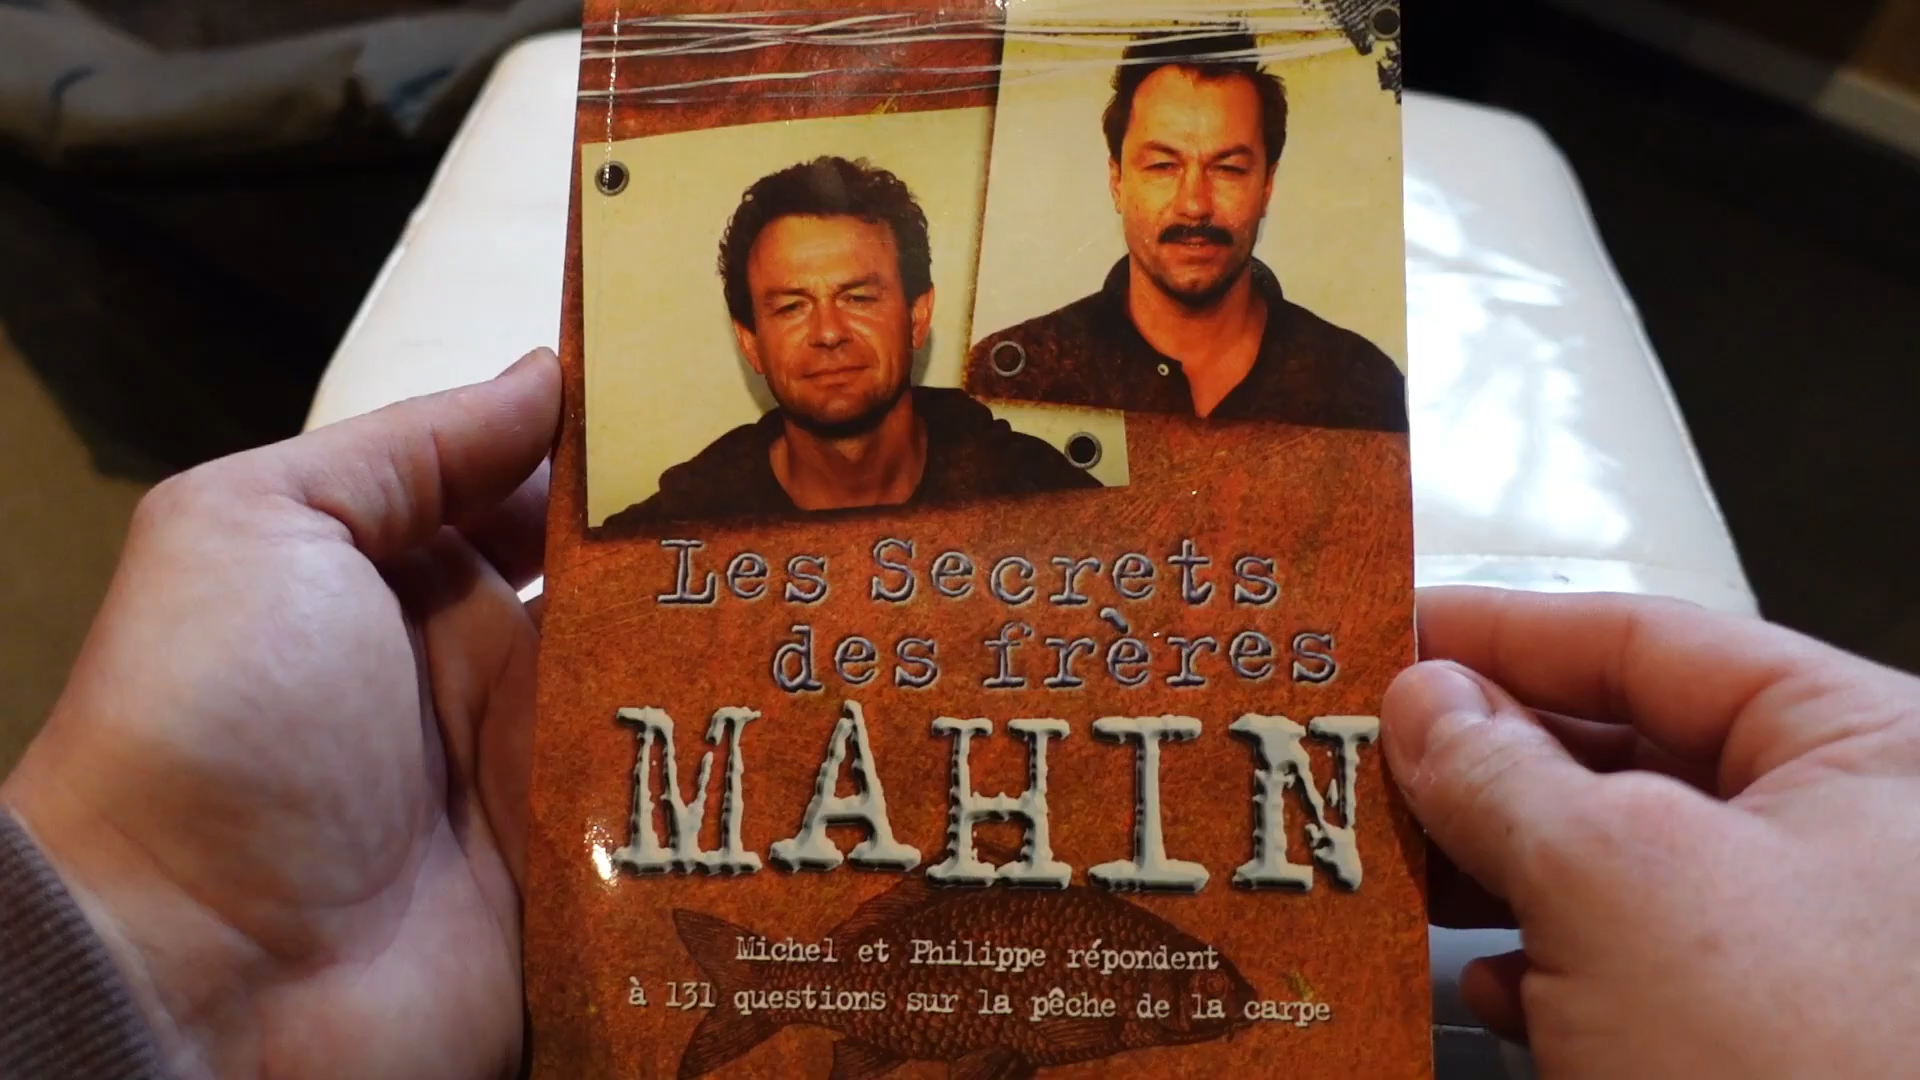 Les Secrets
des frères
MAHIN
Michel et Philippe répondent
à 131 questions sur la pêche de la carpe